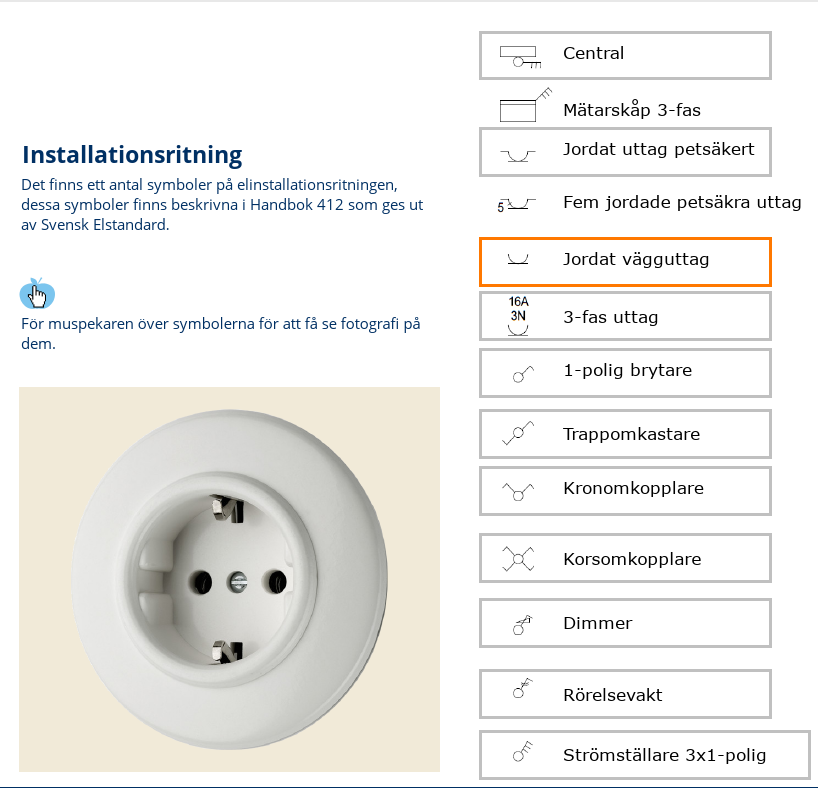 Installationsritning
Det finns ett antal symboler på elinstallationsritningen,
dessa symboler finns beskrivna i Handbok 412 som ges ut
av Svensk Elstandard.
För muspekaren över symbolerna för att få se fotografi på
dem.
Central
Mätarskåp 3-fas
Jordat uttag petsäkert
5
Fem jordade petsäkra uttag
Jordat vägguttag
16A
3N
3-fas uttag
1-polig brytare
Trappomkastare
Kronomkopplare
Korsomkopplare
Dimmer
Rörelsevakt
Strömställare 3x1-polig